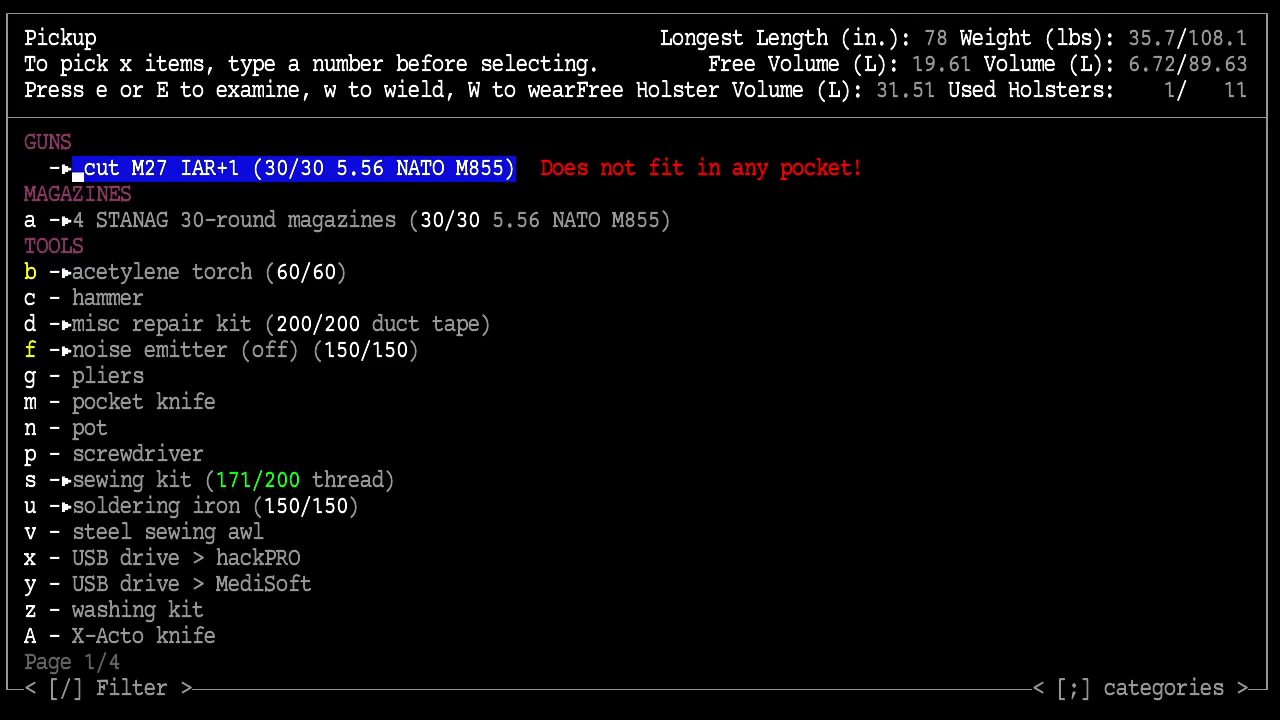 Pickup Longest Length (in.): 78 Weight (lbs): 35.7/108.1
To pick x items, type a number before selecting. Free Volume (L): 19.61 Volume (L): 6.72/89.63
Press e or E to examine, w to wield, W to wearFree Holster Volume (L): 31.51 Used Holsters: 1/ 11
GUNS
-▸ cut M27 IAR+1 (30/30 5.56 NATO M855) Does not fit in any pocket!
MAGAZINES
a -▸4 STANAG 30-round magazines (30/30 5.56 NATO M855)
TOOLS
b -▸acetylene torch (60/60)
c - hammer
d -▸misc repair kit (200/200 duct tape)
f -▸noise emitter (off) (150/150)
g - pliers
m - pocket knife
n - pot
p - screwdriver
s -▸sewing kit (171/200 thread)
u -▸soldering iron (150/150)
v - steel sewing awl
x - USB drive > hackPRO
y - USB drive > MediSoft
z - washing kit
A - X-Acto knife
Page 1/4
< [/] Filter > < [;] categories >